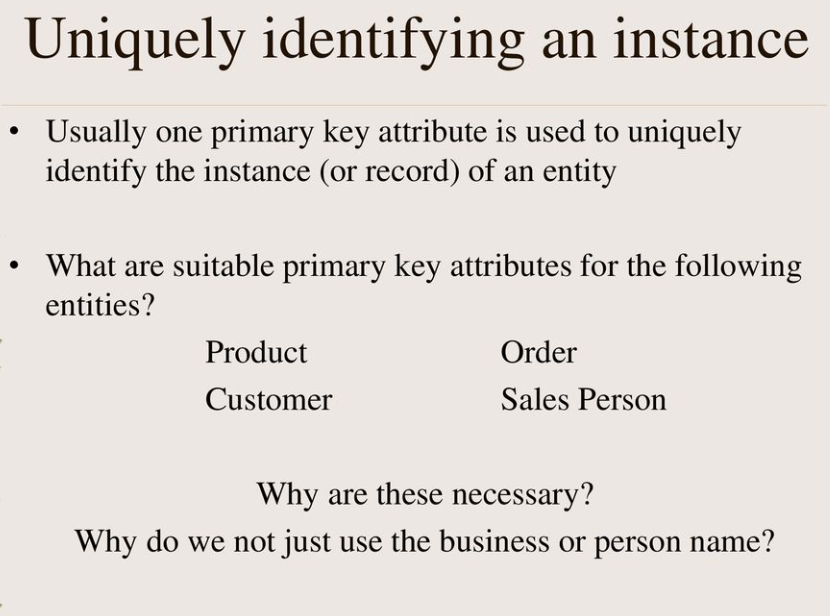 Uniquely identifying an instance
• Usually one primary key attribute is used to uniquely
identify the instance (or record) of an entity
• What are suitable primary key attributes for the following
entities?
Product Order
Customer Sales Person
Why are these necessary?
Why do we not just use the business or person name?